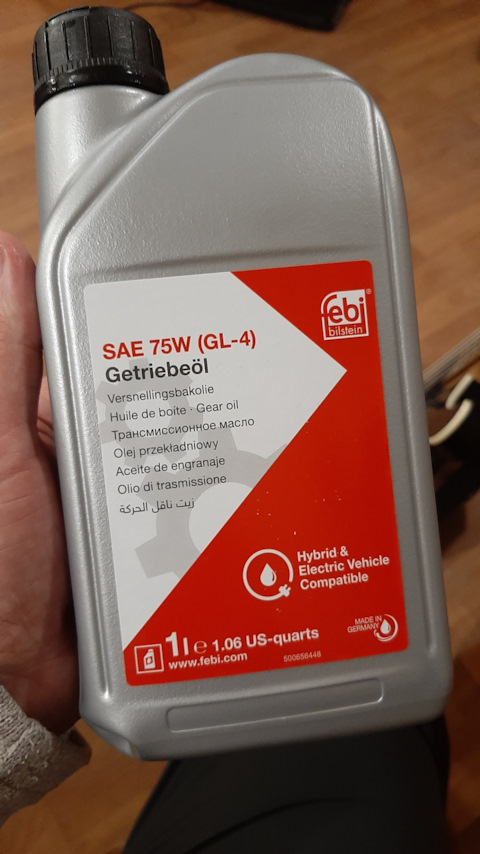 febi®
bilstein
SAE 75W (GL-4)
Getriebeöl
Versnellingsbakolie
Huile de boîte · Gear oil
Трансмиссионное масло
Olej przekładniowy
Aceite de engranaje
Olio di trasmissione
زيت ناقل الحركة
Hybrid &
Electric Vehicle
Compatible
MADE IN
GERMANY
1l ℮ 1.06 US-quarts
www.febi.com
500656448